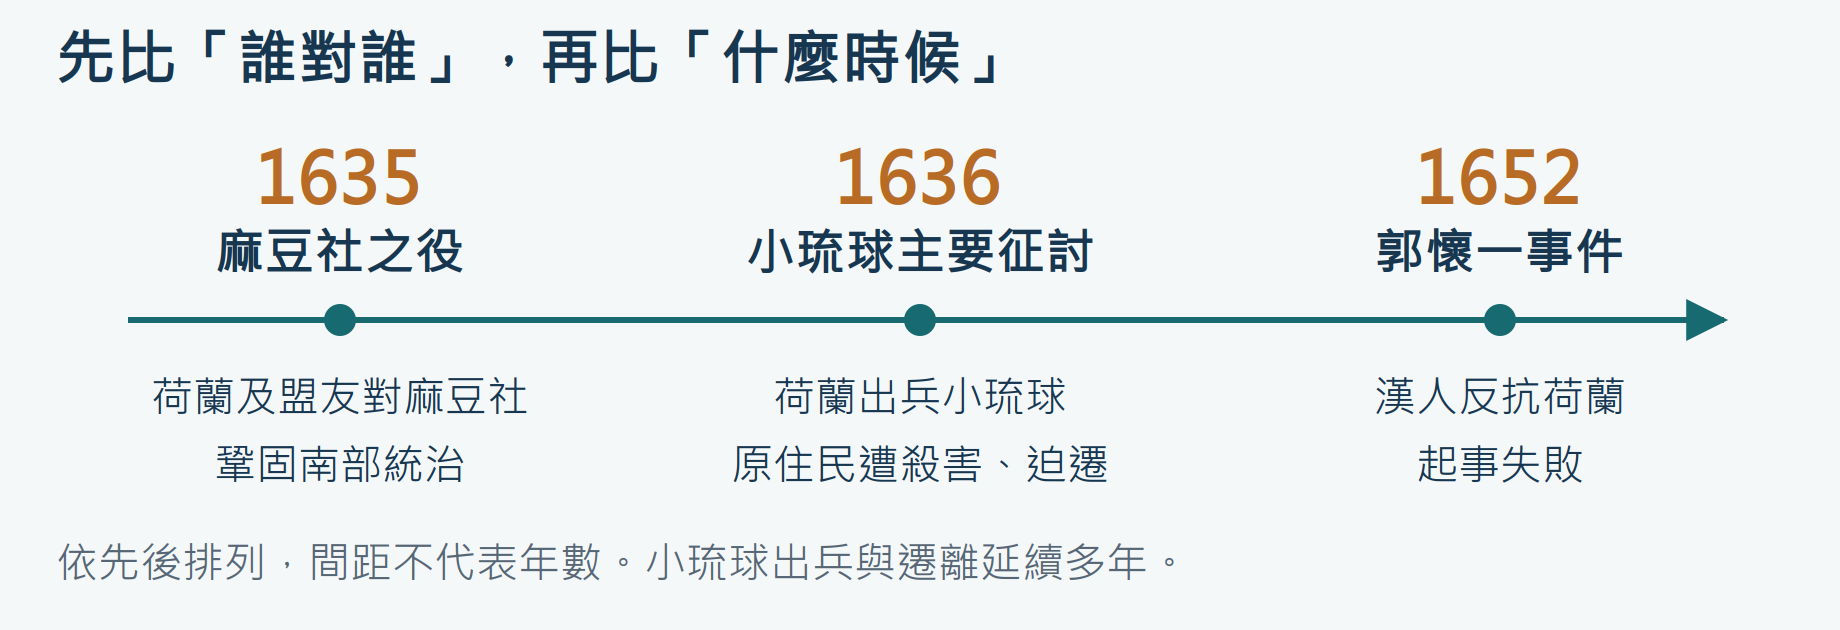 先比「誰對誰」，再比「什麼時候」
1635
麻豆社之役
荷蘭及盟友對麻豆社
鞏固南部統治
1636
小琉球主要征討
荷蘭出兵小琉球
原住民遭殺害、迫遷
1652
郭懷一事件
漢人反抗荷蘭
起事失敗
依先後排列，間距不代表年數。小琉球出兵與遷離延續多年。